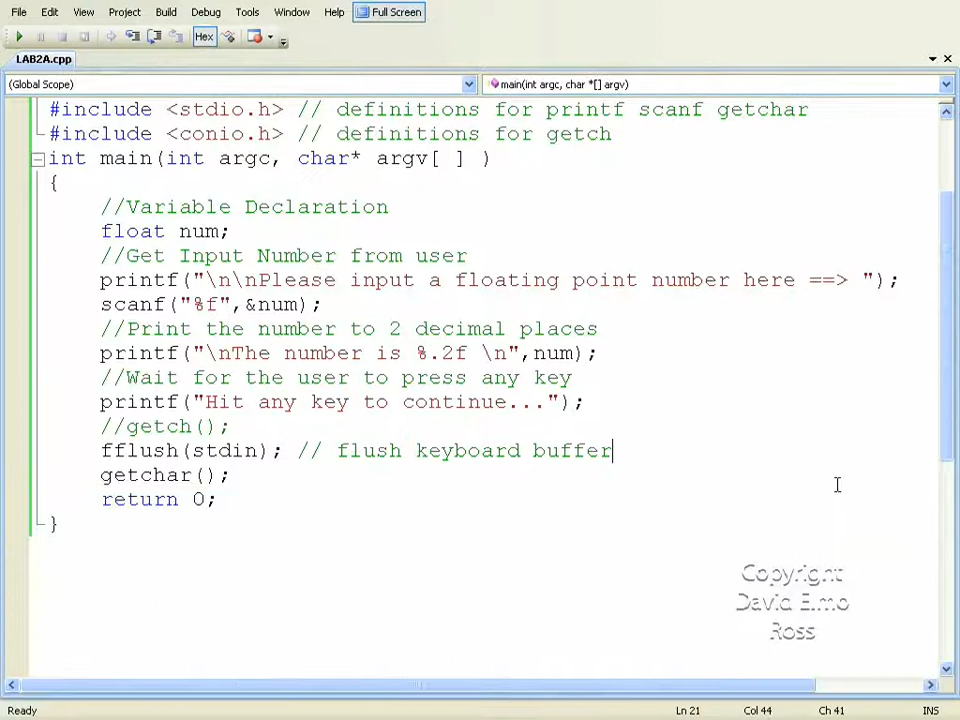 File Edit View Project Build Debug Tools Window Help Full Screen
Hex
LAB2A.cpp
(Global Scope) main(int argc, char *[] argv)
#include <stdio.h> // definitions for printf scanf getchar
#include <conio.h> // definitions for getch
int main(int argc, char* argv[ ] )
{
//Variable Declaration
float num;
//Get Input Number from user
printf("\n\nPlease input a floating point number here ==> ");
scanf("%f",&num);
//Print the number to 2 decimal places
printf("\nThe number is %.2f \n",num);
//Wait for the user to press any key
printf("Hit any key to continue...");
//getch();
fflush(stdin); // flush keyboard buffer
getchar();
return 0;
}
Copyright
David Elmo
Ross
Ready Ln 21 Col 44 Ch 41 INS